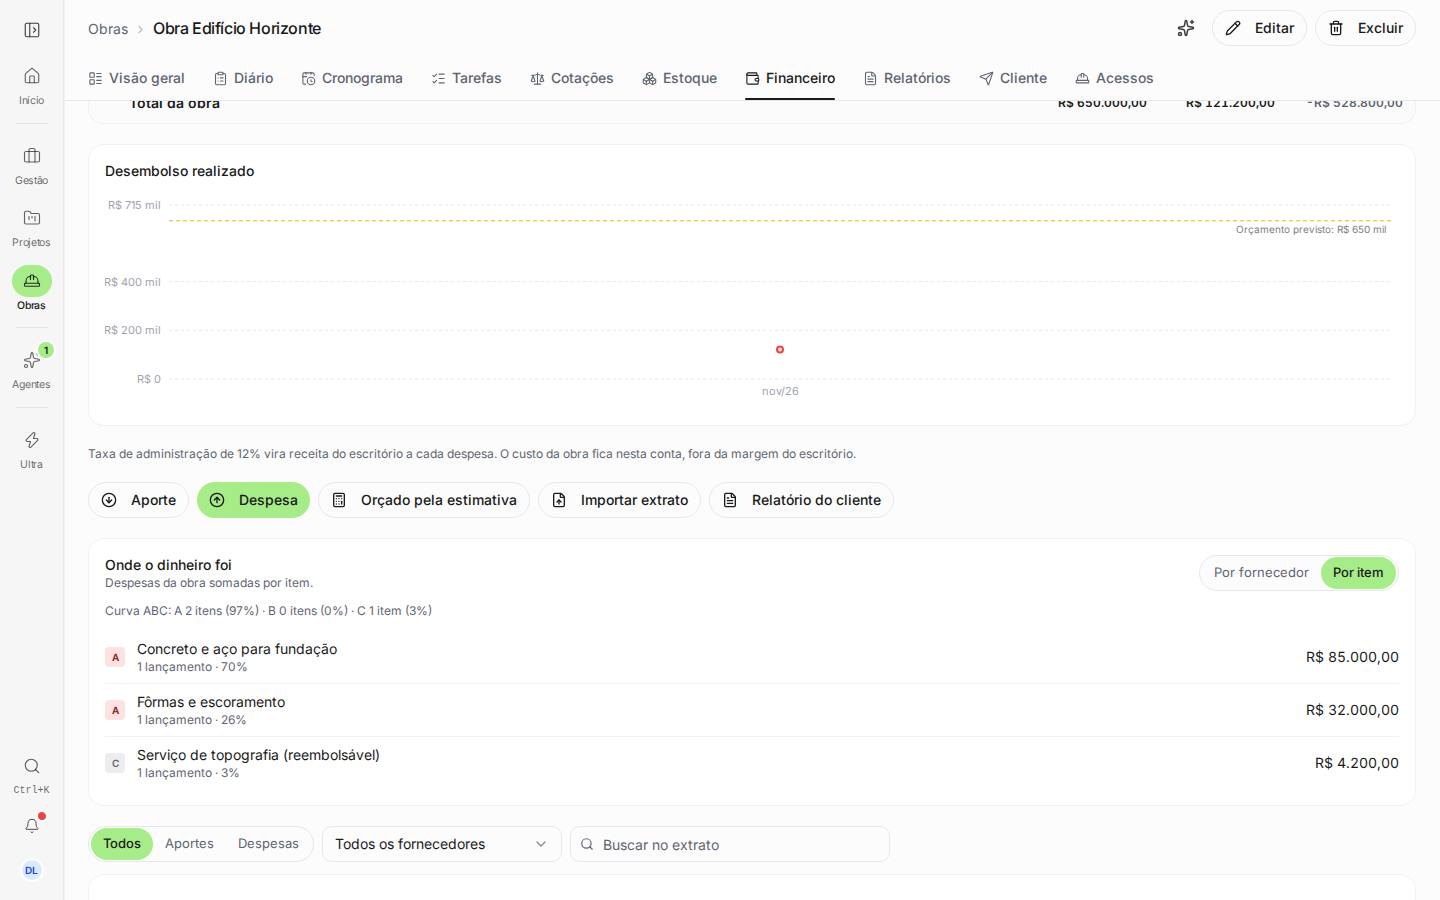 Obras
Obra Edifício Horizonte
Editar
Excluir
Visão geral
Diário
Cronograma
Tarefas
Cotações
Estoque
Financeiro
Relatórios
Cliente
Acessos
Início
Gestão
Projetos
Obras
1
Agentes
Ultra
Ctrl+K
DL
Total da obra
R$ 650.000,00
R$ 121.200,00
-R$ 528.800,00
Desembolso realizado
R$ 715 mil
Orçamento previsto: R$ 650 mil
R$ 400 mil
R$ 200 mil
R$ 0
nov/26
Taxa de administração de 12% vira receita do escritório a cada despesa. O custo da obra fica nesta conta, fora da margem do escritório.
Aporte
Despesa
Orçado pela estimativa
Importar extrato
Relatório do cliente
Onde o dinheiro foi
Despesas da obra somadas por item.
Por fornecedor
Por item
Curva ABC: A 2 itens (97%) · B 0 itens (0%) · C 1 item (3%)
A
Concreto e aço para fundação
1 lançamento · 70%
R$ 85.000,00
A
Fôrmas e escoramento
1 lançamento · 26%
R$ 32.000,00
C
Serviço de topografia (reembolsável)
1 lançamento · 3%
R$ 4.200,00
Todos
Aportes
Despesas
Todos os fornecedores
Buscar no extrato